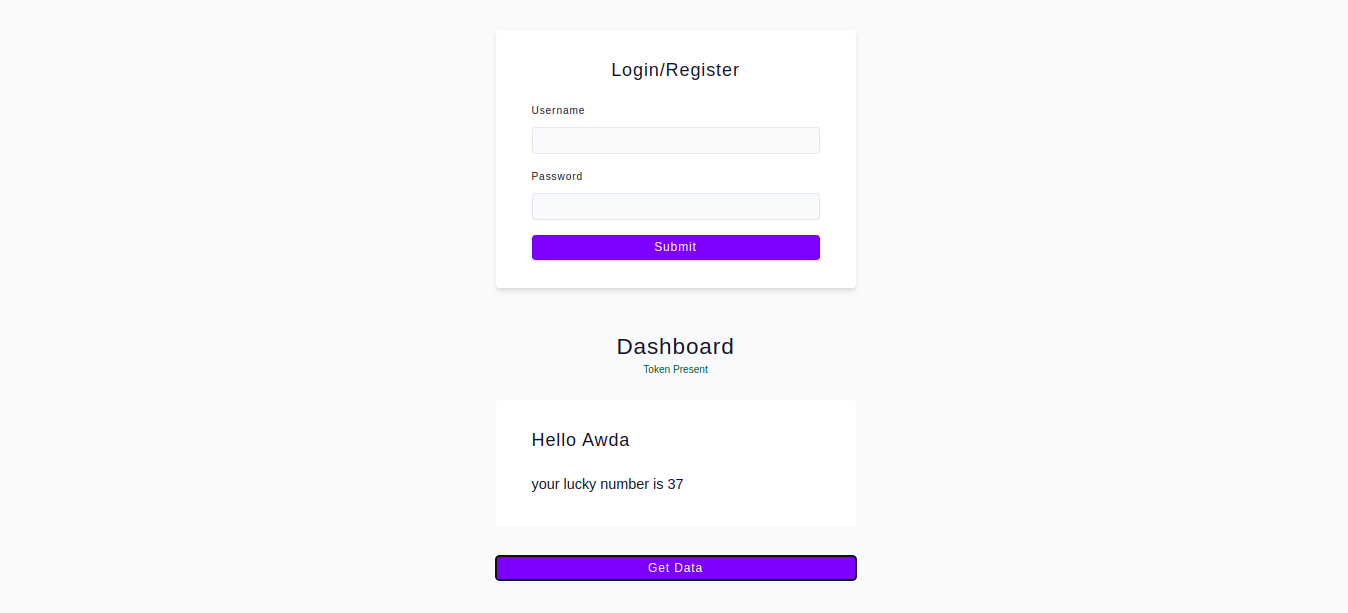 Login/Register
Username
Password
Submit
Dashboard
Token Present
Hello Awda
your lucky number is 37
Get Data